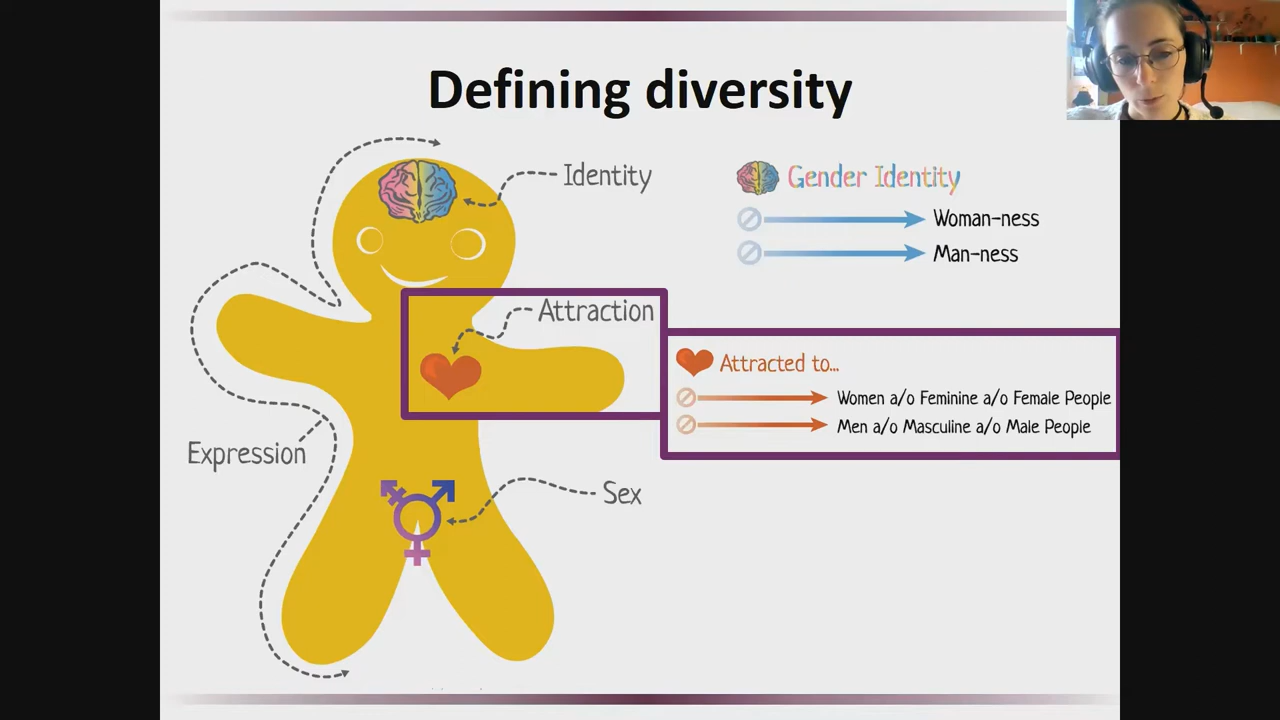 Defining diversity
Identity
Gender Identity
Woman-ness
Man-ness
Attraction
Attracted to...
Women a/o Feminine a/o Female People
Men a/o Masculine a/o Male People
Expression
Sex